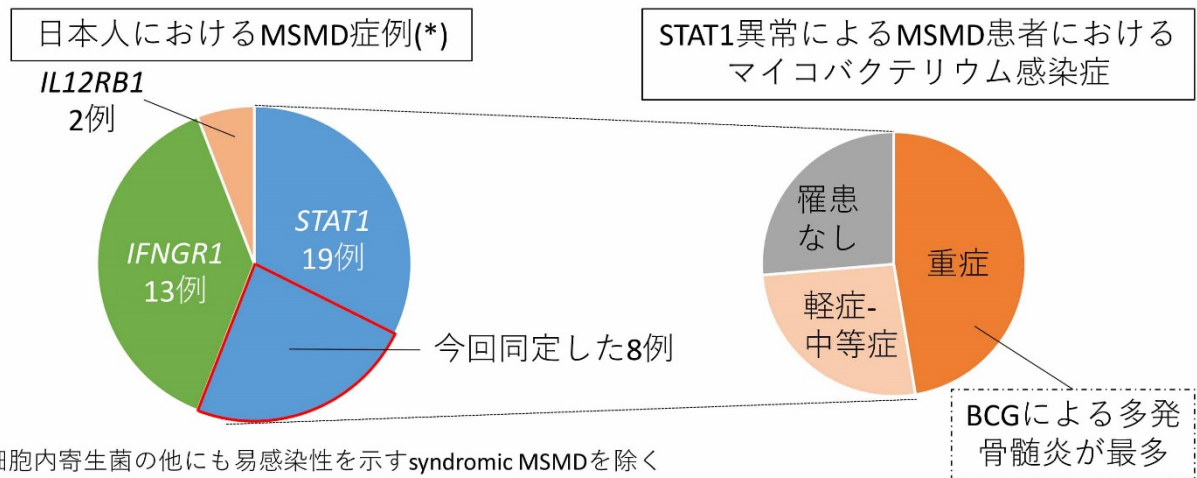 日本人におけるMSMD症例(*)
STAT1異常によるMSMD患者における
マイコバクテリウム感染症
IL12RB1
2例
STAT1
19例
IFNGR1
13例
今回同定した8例
罹患
なし
重症
軽症-
中等症
BCGによる多発
骨髄炎が最多
胞内寄生菌の他にも易感染性を示すsyndromic MSMDを除く